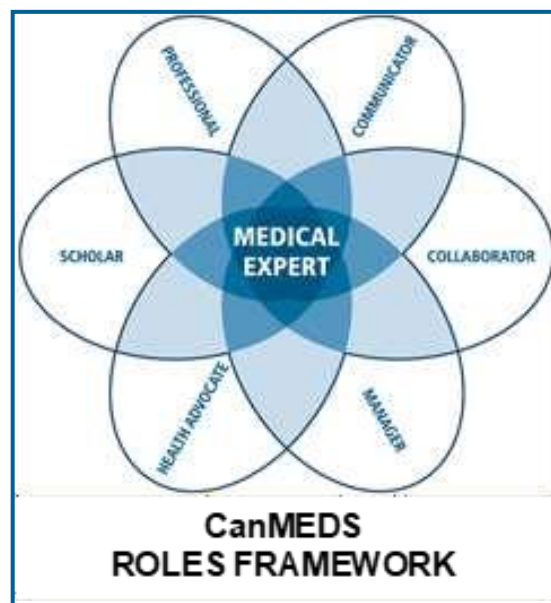 PROFESSIONAL
COMMUNICATOR
SCHOLAR
MEDICAL
EXPERT
COLLABORATOR
HEALTH ADVOCATE
MANAGER
CanMEDS
ROLES FRAMEWORK